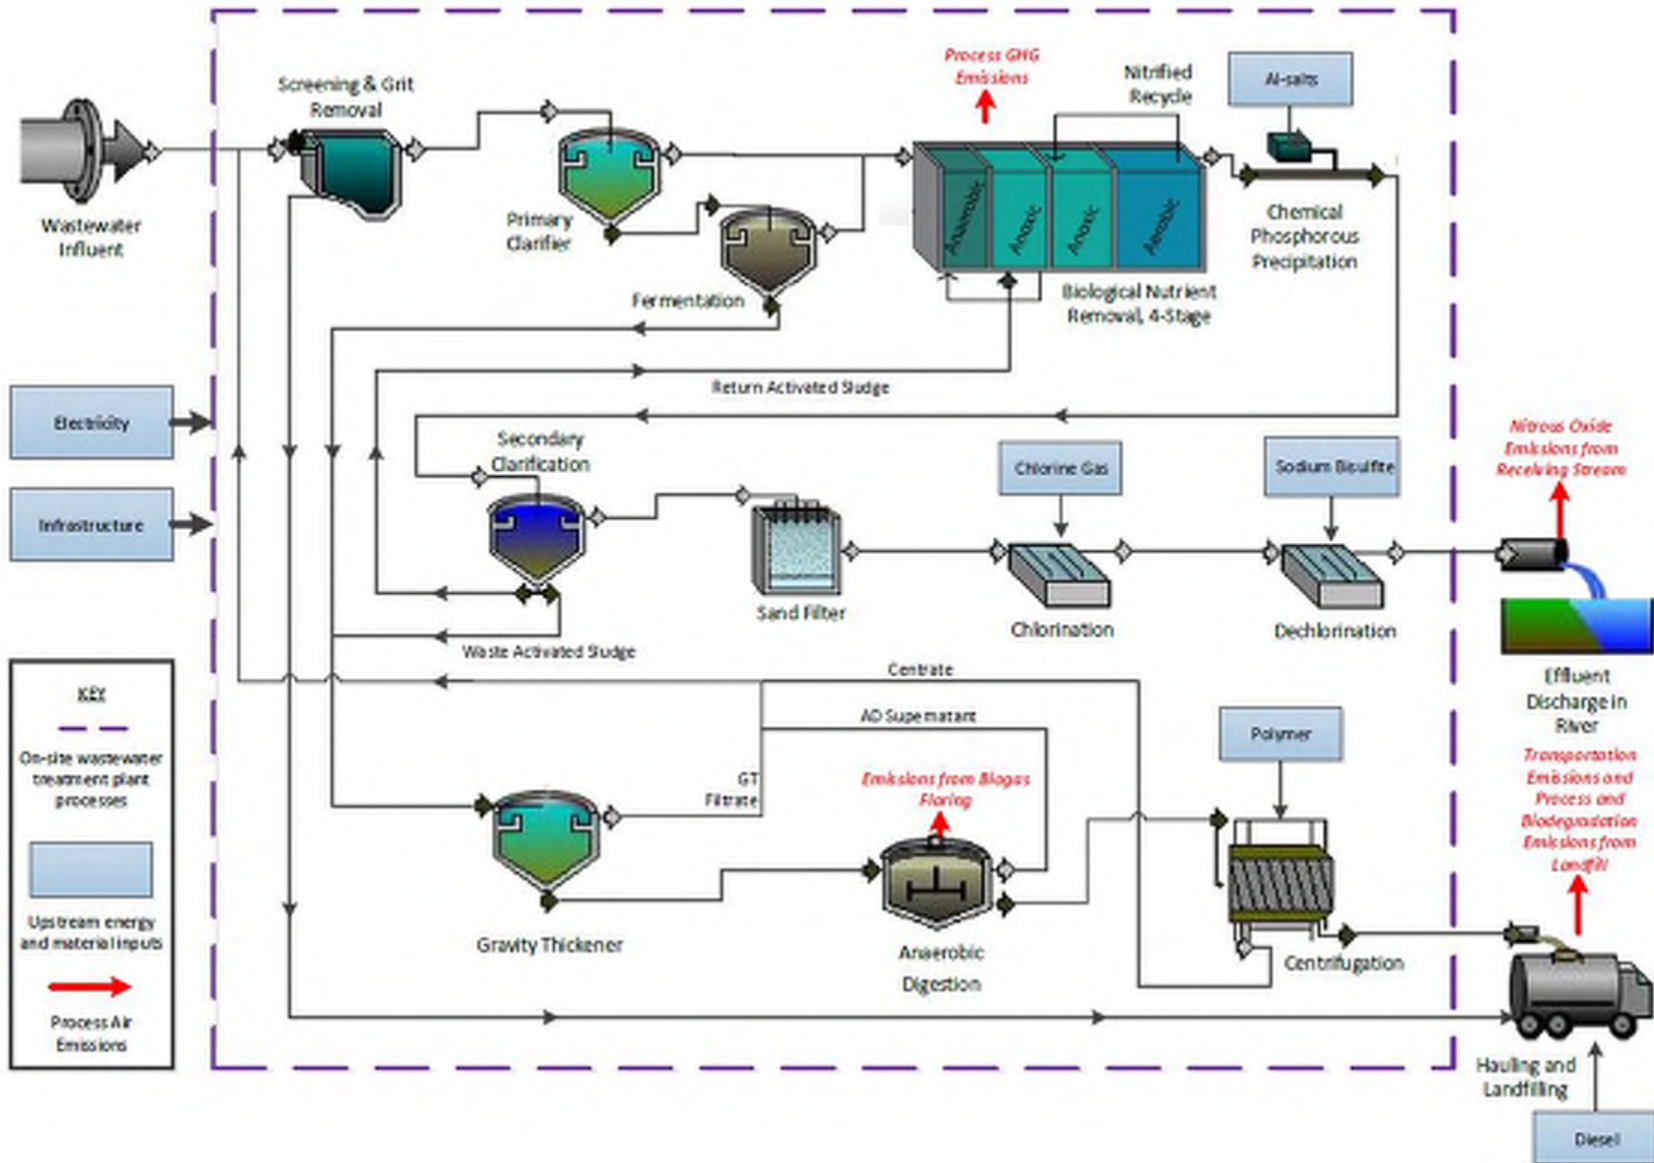 Process GHG
Emissions
Nitrified
Recycle
Al-salts
Screening & Grit
Removal
Wastewater
Influent
Primary
Clarifier
Fermentation
Anaerobic
Anoxic
Anoxic
Aerobic
Biological Nutrient
Removal, 4-Stage
Chemical
Phosphorous
Precipitation
Return Activated Sludge
Electricity
Infrastructure
Secondary
Clarification
Chlorine Gas
Sodium Bisulfite
Nitrous Oxide
Emissions from
Receiving Stream
Sand Filter
Chlorination
Dechlorination
Waste Activated Sludge
Centrate
Effluent
Discharge in
River
AD Supernatant
Polymer
GT
Filtrate
Emissions from Biogas
Flaring
Transportation
Emissions and
Process and
Biodegradation
Emissions from
Landfill
Gravity Thickener
Anaerobic
Digestion
Centrifugation
Hauling and
Landfilling
Diesel
KEY
On-site wastewater
treatment plant
processes
Upstream energy
and material inputs
Process Air
Emissions